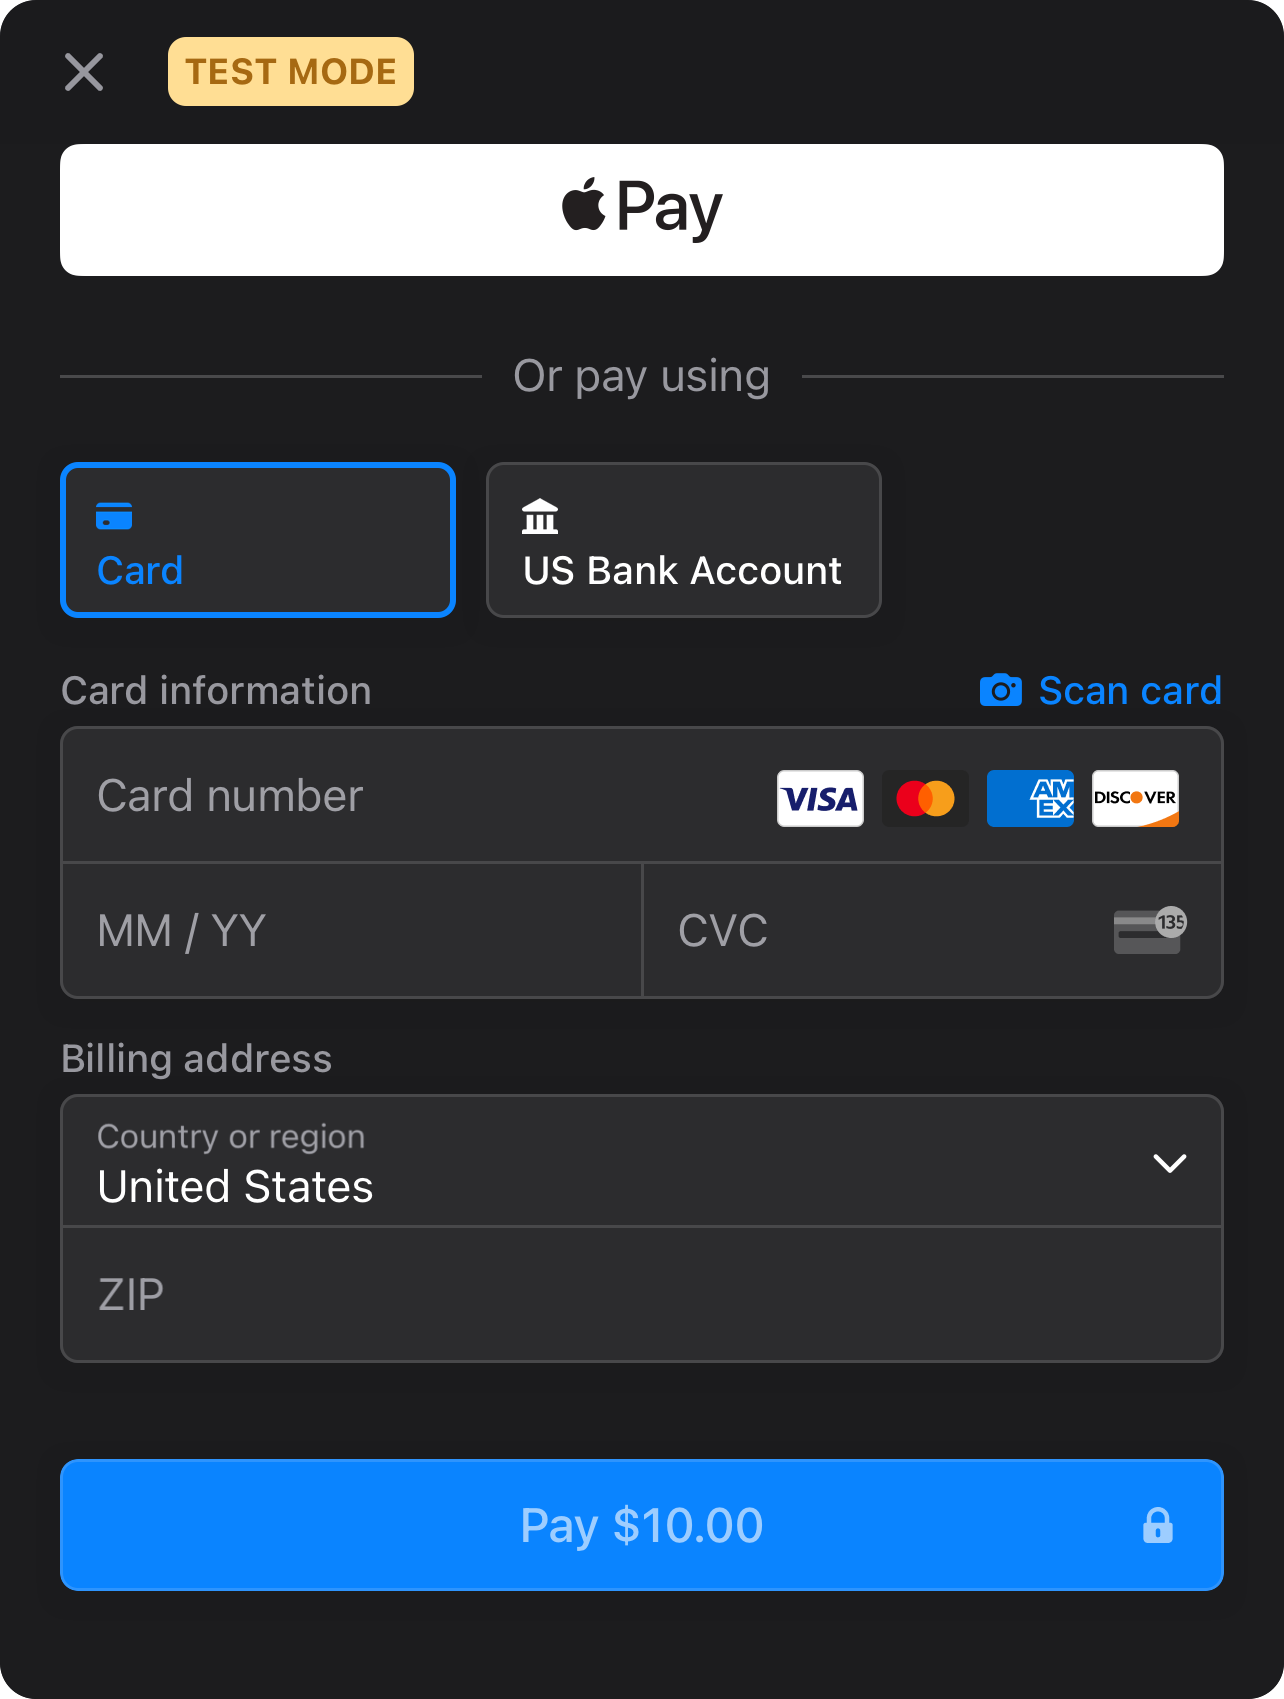 TEST MODE
Pay
Or pay using
Card
US Bank Account
Card information
Scan card
Card number
VISA
AM
EX
DISCOVER
MM / YY
CVC
135
Billing address
Country or region
United States
ZIP
Pay $10.00